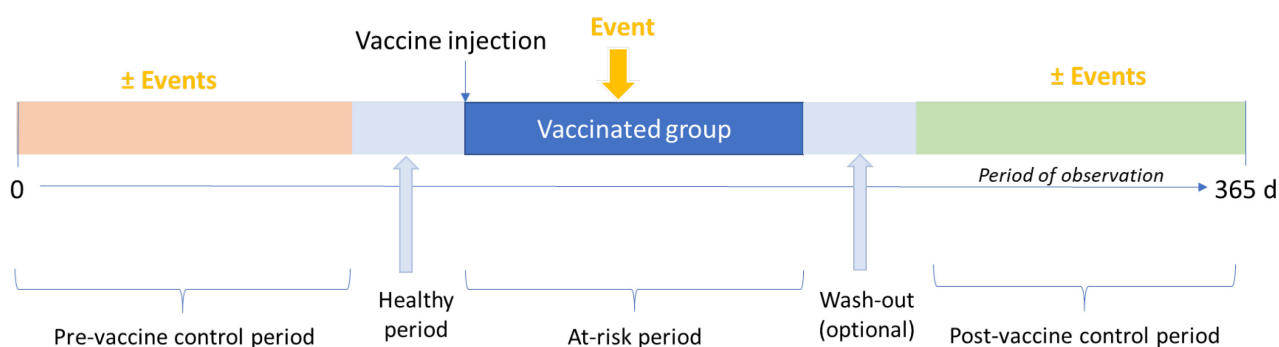 Event
Vaccine injection
± Events
± Events
Vaccinated group
Period of observation
0
365 d
Healthy
period
Wash-out
(optional)
Pre-vaccine control period
At-risk period
Post-vaccine control period